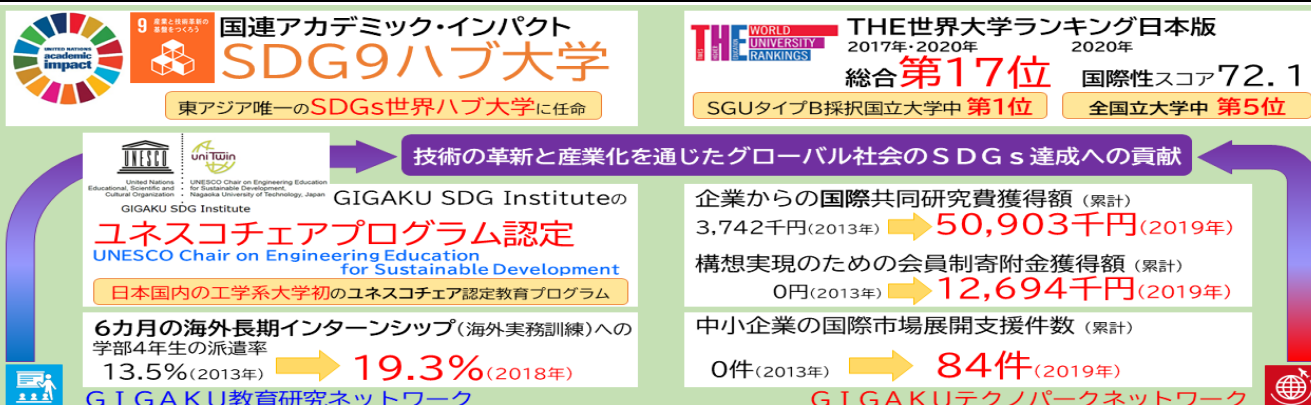 UNITED NATIONS
academic
impact
9 産業と技術革新の
基盤をつくろう
国連アカデミック・インパクト
SDG9ハブ大学
東アジア唯一のSDGs世界ハブ大学に任命
THE
WORLD
UNIVERSITY
RANKINGS
THE世界大学ランキング日本版
2017年・2020年 2020年
総合第17位 国際性スコア72.1
SGUタイプB採択国立大学中 第1位 全国立大学中 第5位
技術の革新と産業化を通じたグローバル社会のSDGs達成への貢献
UNESCO
uniTwin
United Nations
Educational, Scientific and
Cultural Organization
UNESCO Chair on Engineering Education
for Sustainable Development,
Nagaoka University of Technology, Japan
GIGAKU SDG Institute
GIGAKU SDG Instituteの
ユネスコチェアプログラム認定
UNESCO Chair on Engineering Education
for Sustainable Development
日本国内の工学系大学初のユネスコチェア認定教育プログラム
6カ月の海外長期インターンシップ(海外実務訓練)への
学部4年生の派遣率
13.5%(2013年) 19.3%(2018年)
GIGAKU教育研究ネットワーク
企業からの国際共同研究費獲得額(累計)
3,742千円(2013年) 50,903千円(2019年)
構想実現のための会員制寄附金獲得額(累計)
0円(2013年) 12,694千円(2019年)
中小企業の国際市場展開支援件数(累計)
0件(2013年) 84件(2019年)
GIGAKUテクノパークネットワーク